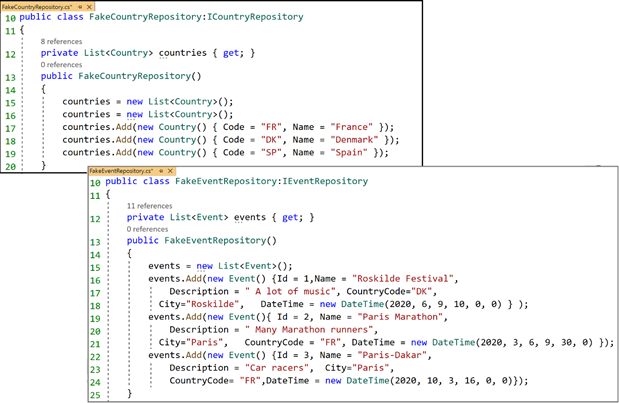 FakeCountryRepository.cs*
10 public class FakeCountryRepository:ICountryRepository
11 {
8 references
12 private List<Country> countries { get; }
0 references
13 public FakeCountryRepository()
14 {
15 countries = new List<Country>();
16 countries = new List<Country>();
17 countries.Add(new Country() { Code = "FR", Name = "France" });
18 countries.Add(new Country() { Code = "DK", Name = "Denmark" });
19 countries.Add(new Country() { Code = "SP", Name = "Spain" });
20 }
FakeEventRepository.cs*
10 public class FakeEventRepository:IEventRepository
11 {
11 references
12 private List<Event> events { get; }
0 references
13 public FakeEventRepository()
14 {
15 events = new List<Event>();
16 events.Add(new Event() {Id = 1,Name = "Roskilde Festival",
17 Description = " A lot of music", CountryCode="DK",
18 City="Roskilde", DateTime = new DateTime(2020, 6, 9, 10, 0, 0) } );
19 events.Add(new Event(){ Id = 2, Name = "Paris Marathon",
20 Description = " Many Marathon runners",
21 City="Paris", CountryCode = "FR", DateTime = new DateTime(2020, 3, 6, 9, 30, 0) });
22 events.Add(new Event() {Id = 3, Name = "Paris-Dakar",
23 Description = "Car racers", City="Paris",
24 CountryCode= "FR",DateTime = new DateTime(2020, 10, 3, 16, 0, 0)});
25 }